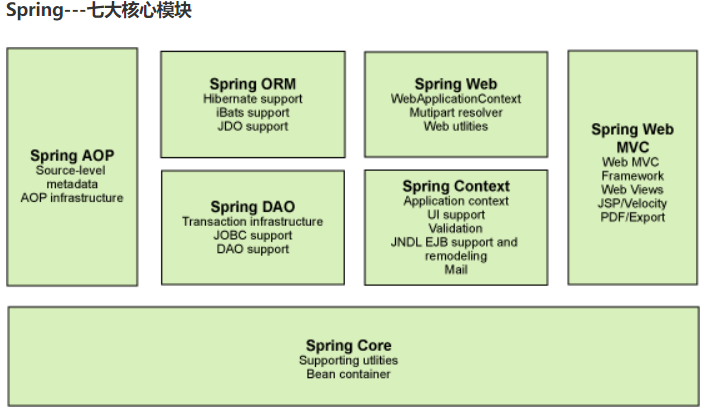 Spring---七大核心模块
Spring AOP
Source-level
metadata
AOP infrastructure
Spring ORM
Hibernate support
iBats support
JDO support
Spring DAO
Transaction infrastructure
JOBC support
DAO support
Spring Web
WebApplicationContext
Mutipart resolver
Web utlities
Spring Context
Application context
UI support
Validation
JNDL EJB support and
remodeling
Mail
Spring Web
MVC
Web MVC
Framework
Web Views
JSP/Velocity
PDF/Export
Spring Core
Supporting utlities
Bean container